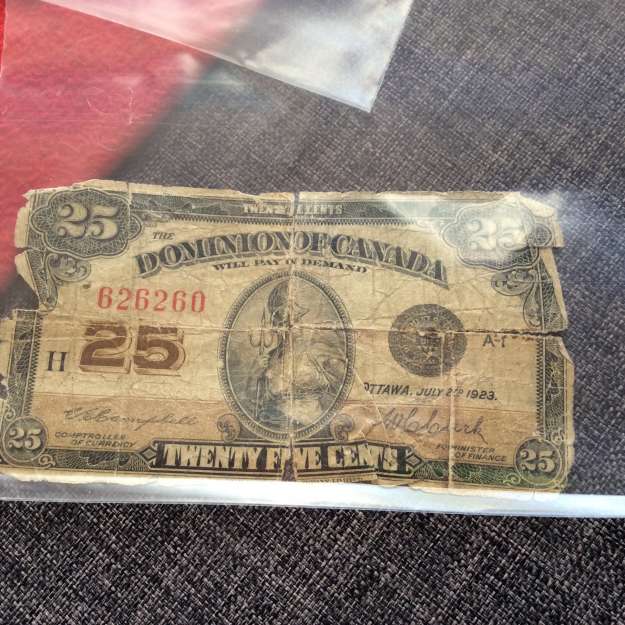 25
TWENTY CENTS
25
THE
DOMINION OF CANADA
WILL PAY ON DEMAND
626260
H 25
A-1
OTTAWA, JULY 2ND 1923.
COMPTROLLER
OF CURRENCY
MINISTER
OF FINANCE
25
TWENTY FIVE CENTS
25